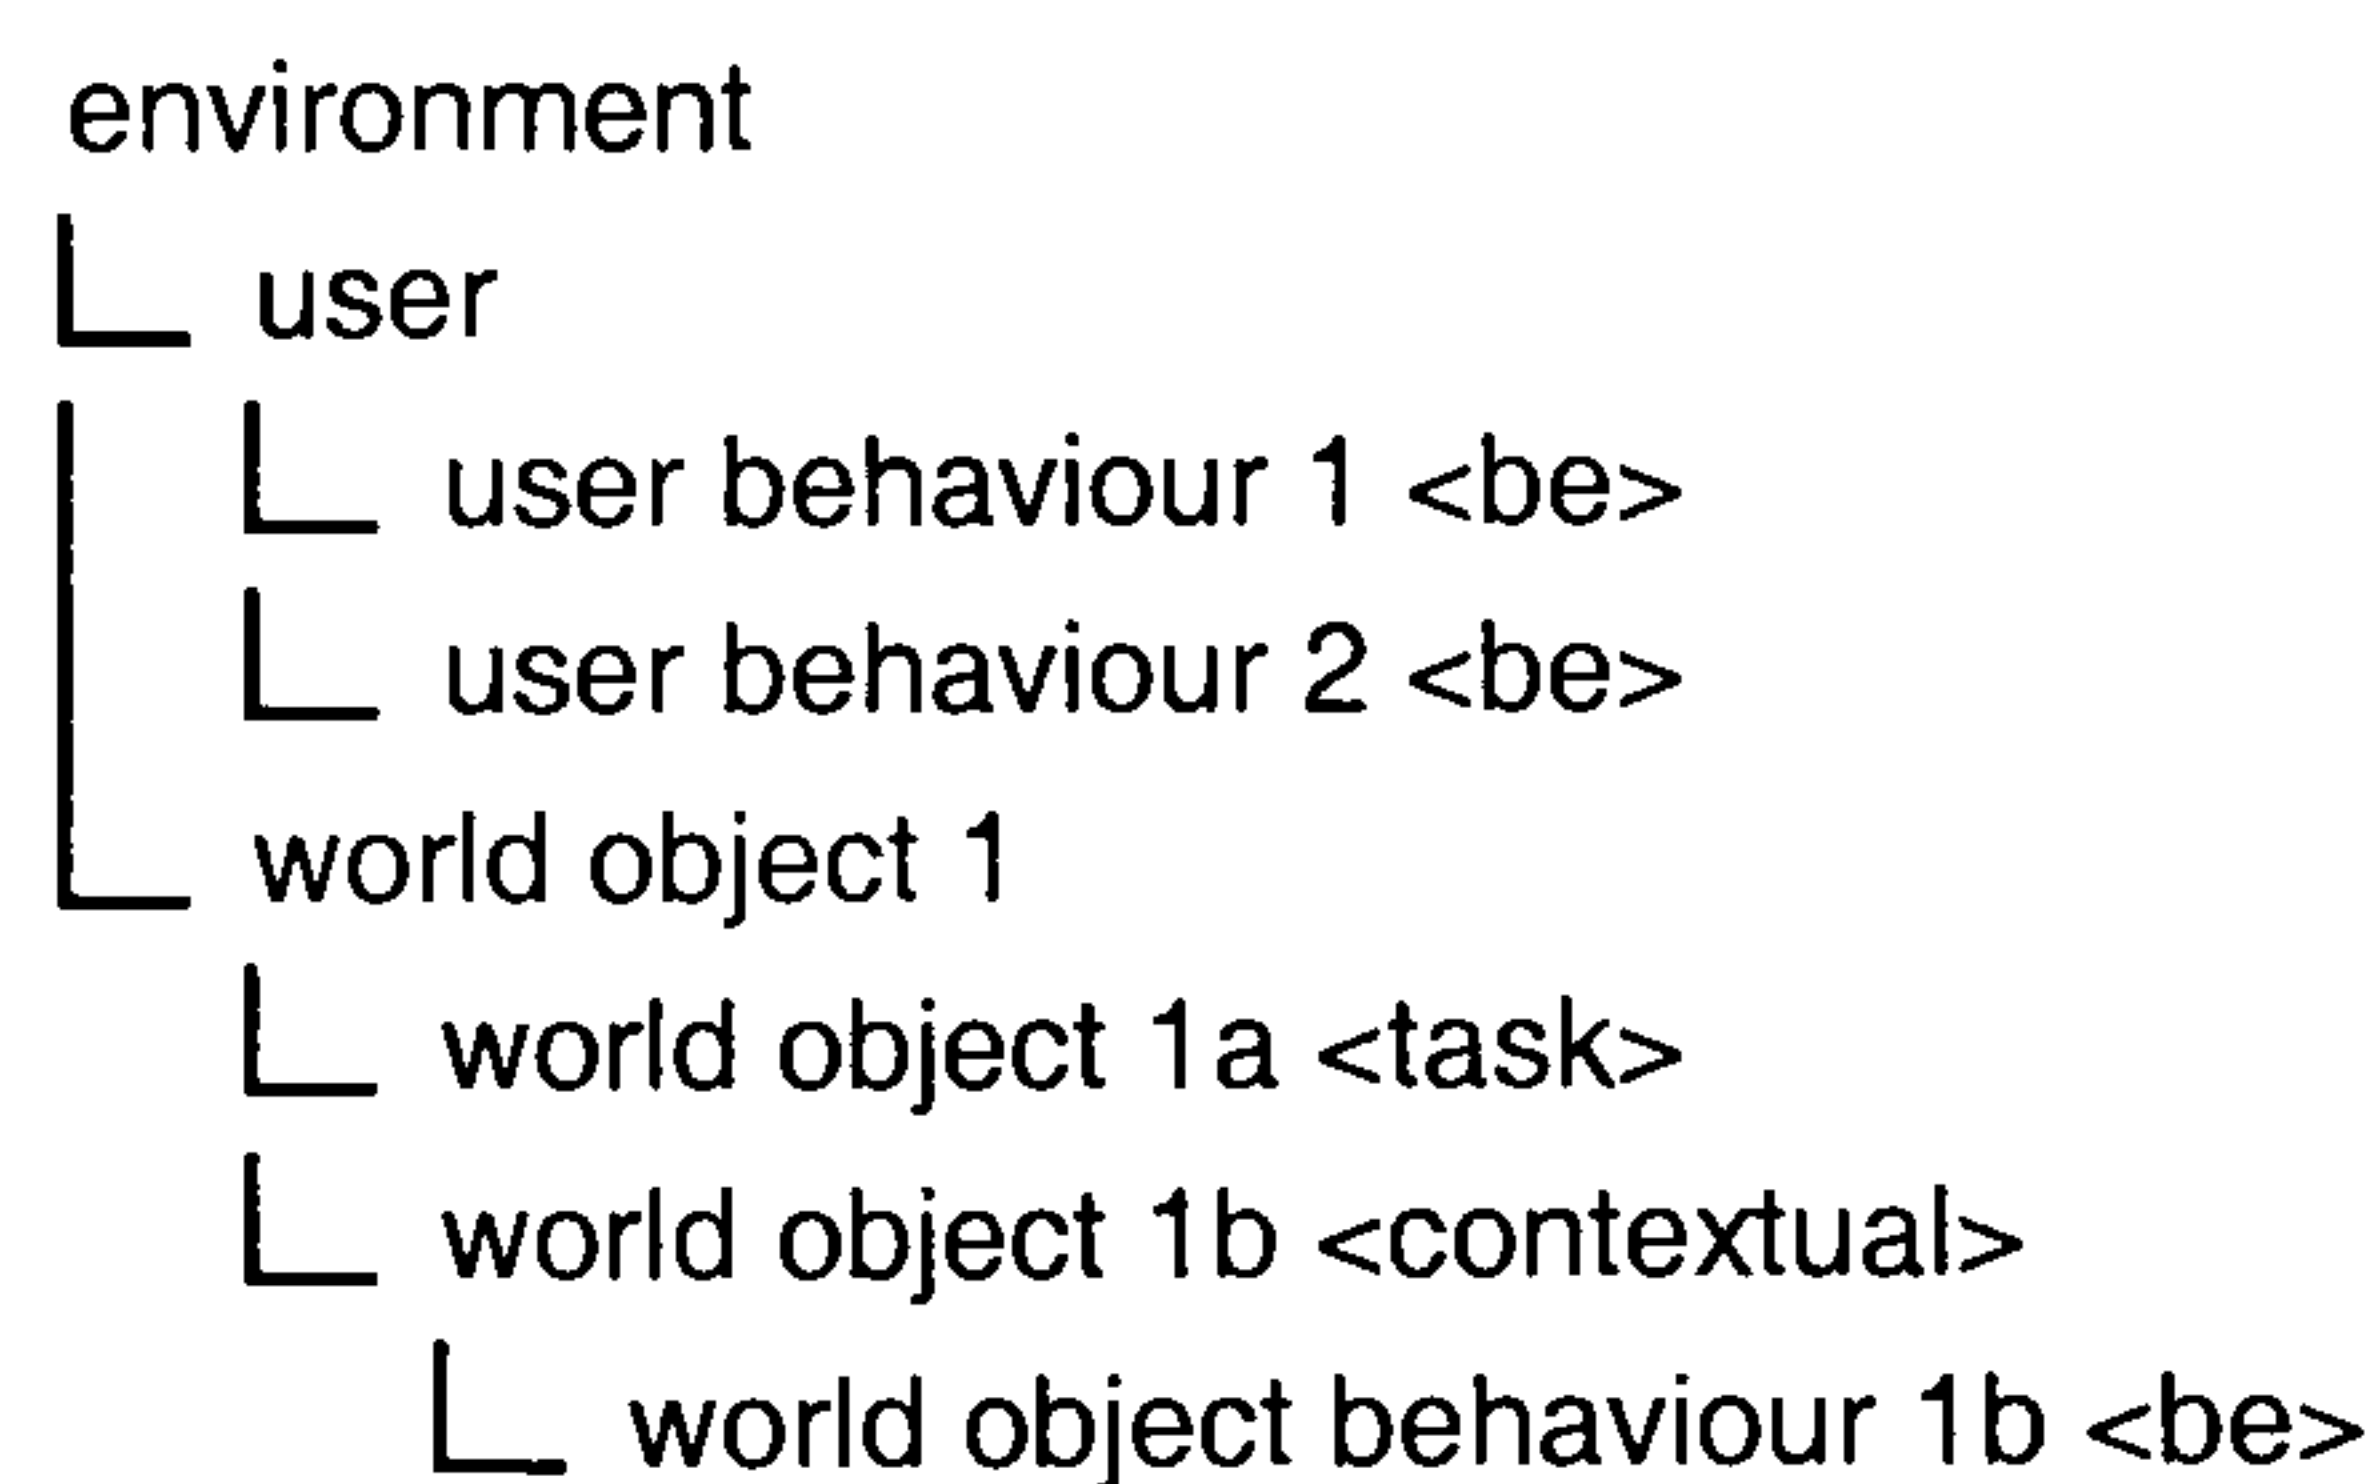 environment
user
user behaviour 1 <be>
user behaviour 2 <be>
world object 1
world object 1a <task>
world object 1b <contextual>
world object behaviour 1b <be>